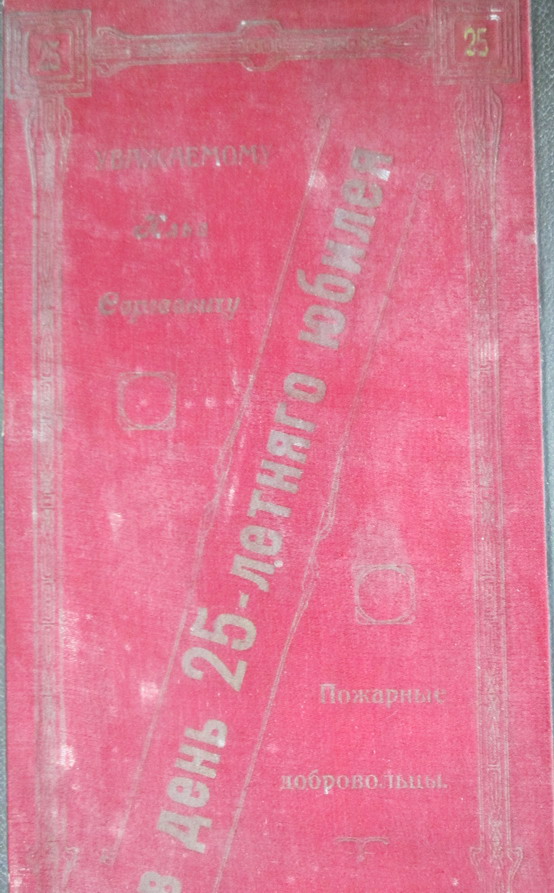 25 25
УВАЖАЕМОМУ
в день 25-летняго юбилея
Пожарные
добровольцы.